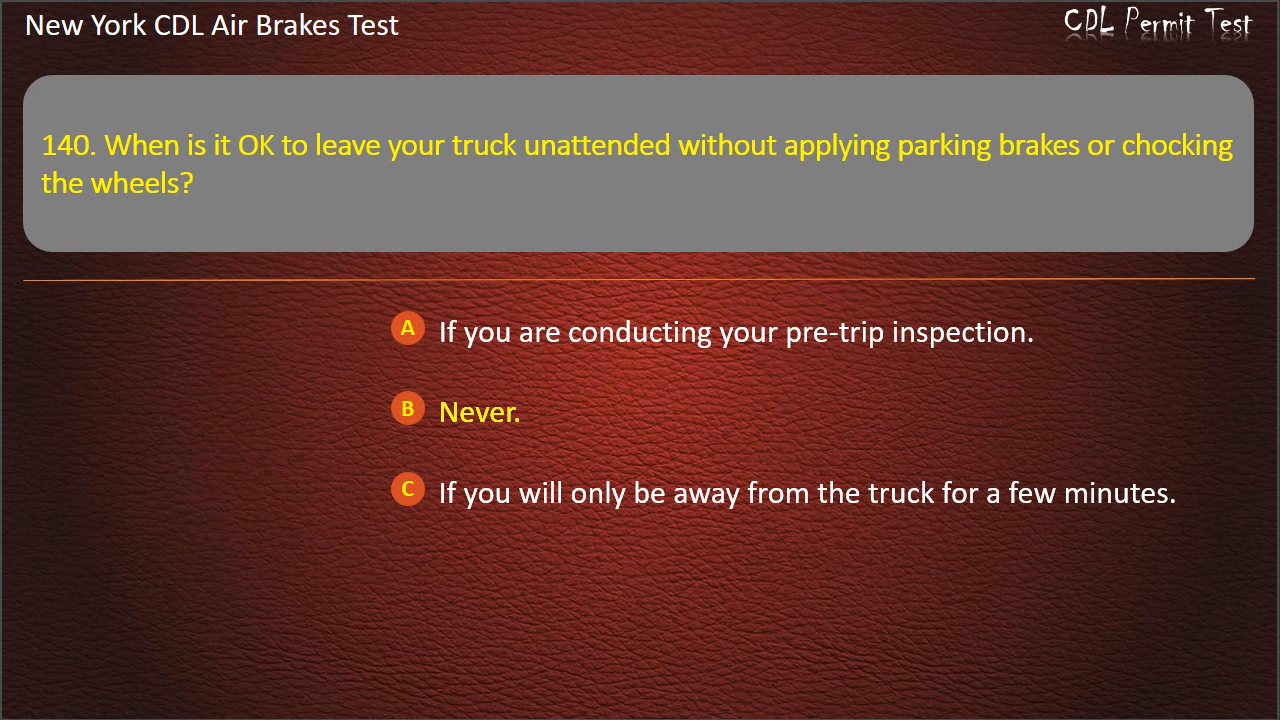 New York CDL Air Brakes Test
CDL Permit Test
140. When is it OK to leave your truck unattended without applying parking brakes or chocking
the wheels?
A If you are conducting your pre-trip inspection.
B Never.
C If you will only be away from the truck for a few minutes.